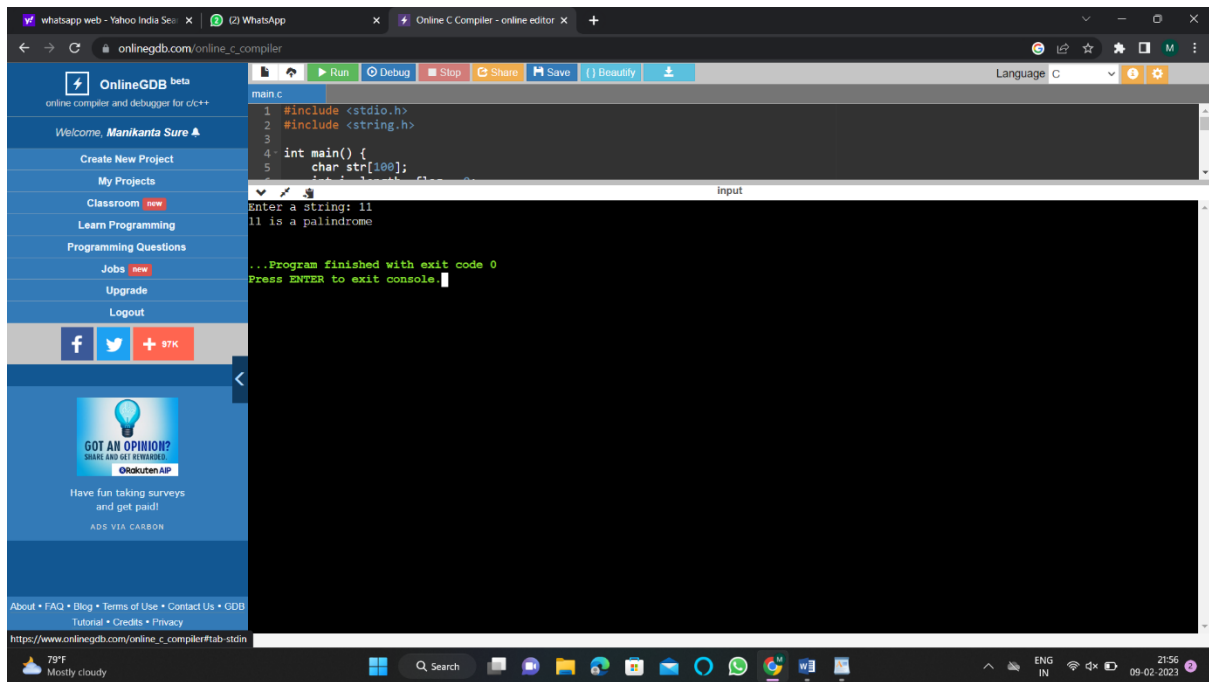 whatsapp web - Yahoo India Sea
(2) WhatsApp
Online C Compiler - online editor
onlinegdb.com/online_c_compiler
M
OnlineGDB beta
online compiler and debugger for c/c++
Welcome, Manikanta Sure
Create New Project
My Projects
Classroom new
Learn Programming
Programming Questions
Jobs new
Upgrade
Logout
97K
GOT AN OPINION?
SHARE AND GET REWARDED.
Rakuten AIP
Have fun taking surveys
and get paid!
ADS VIA CARBON
About • FAQ • Blog • Terms of Use • Contact Us • GDB
Tutorial • Credits • Privacy
https://www.onlinegdb.com/online_c_compiler#tab-stdin
Run Debug Stop Share Save { } Beautify
Language C
main.c
1 #include <stdio.h>
2 #include <string.h>
3
4 int main() {
5 char str[100];
input
Enter a string: 11
11 is a palindrome
...Program finished with exit code 0
Press ENTER to exit console.
79°F
Mostly cloudy
Search
ENG
IN
21:56
09-02-2023
2